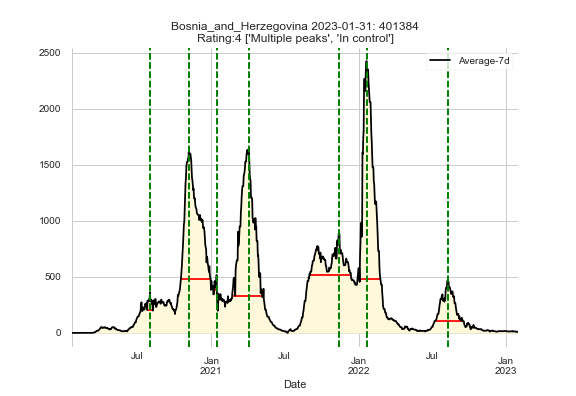 Bosnia_and_Herzegovina 2023-01-31: 401384
Rating:4 ['Multiple peaks', 'In control']
Average-7d
2500
2000
1500
1000
500
0
Jul
Jan
2021
Jul
Jan
2022
Jul
Jan
2023
Date